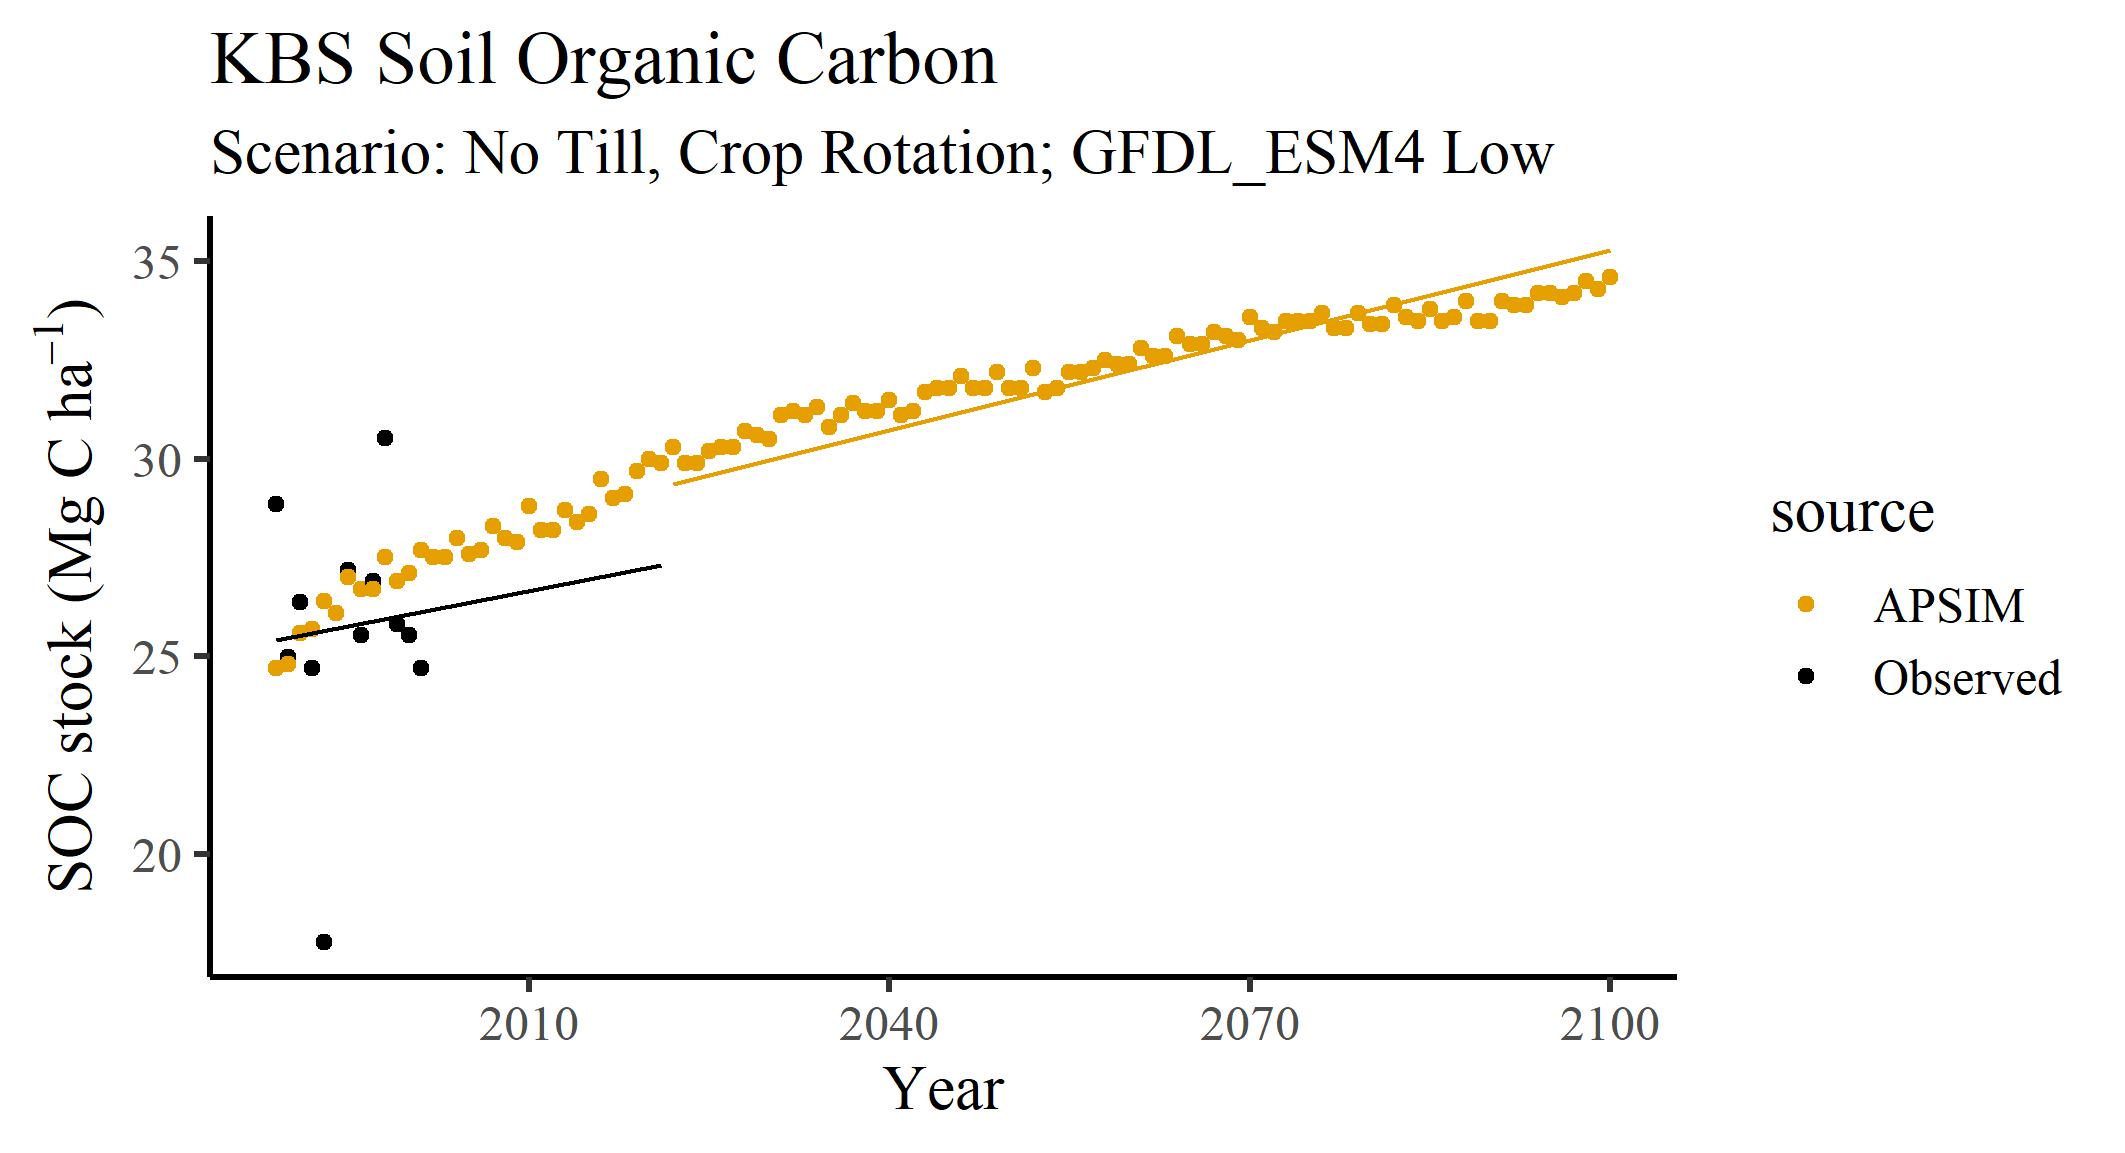 KBS Soil Organic Carbon
Scenario: No Till, Crop Rotation; GFDL_ESM4 Low
SOC stock (Mg C ha⁻¹)
35
30
25
20
2010 2040 2070 2100
Year
source
APSIM
Observed